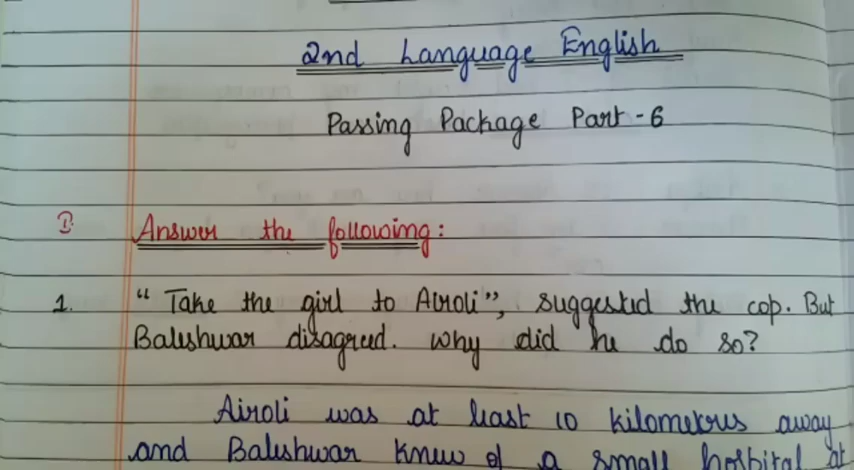 2nd Language English
Passing Package Part - 6
I. Answer the following:
1. "Take the girl to Airoli", suggested the cop. But
Baleshwar disagreed. Why did he do so?
Airoli was at least 10 kilometres away
and Baleshwar knew of a small hospital at